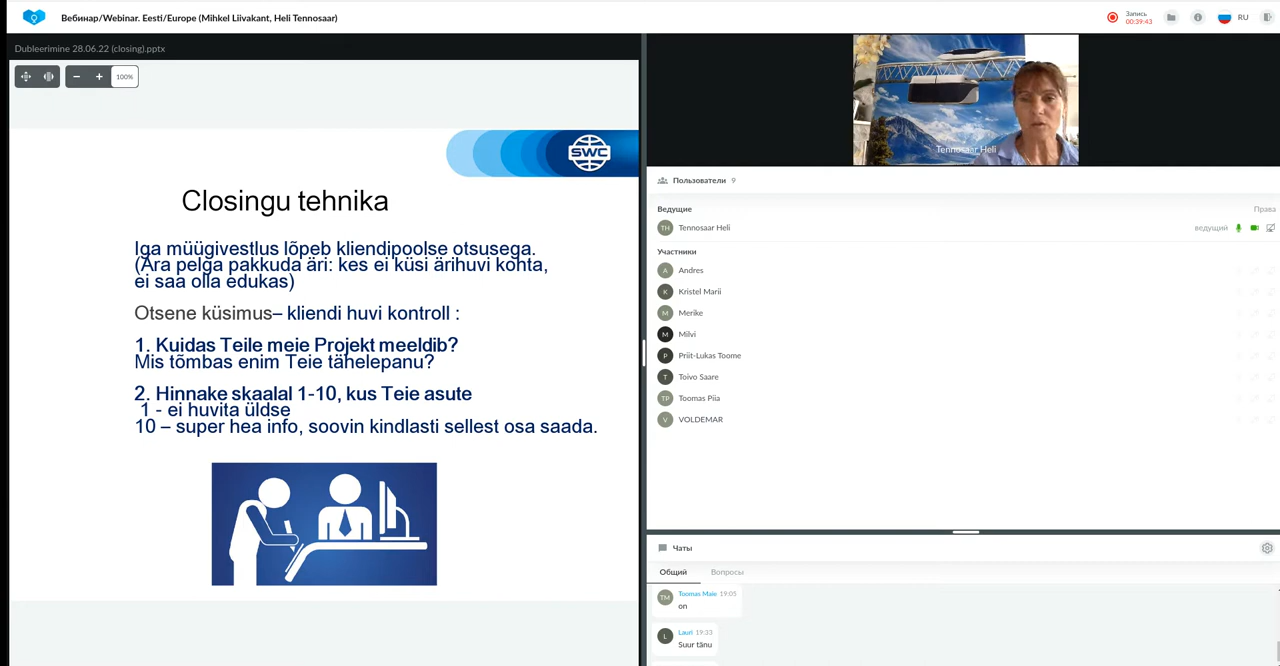 Вебинар/Webinar. Eesti/Europe (Mihkel Liivakant, Heli Tennosaar)
Запись
00:39:43
RU
Dubleerimine 28.06.22 (closing).pptx
100%
SWC
Closingu tehnika
Iga müügivestlus lõpeb kliendipoolse otsusega.
(Ära pelga pakkuda äri: kes ei küsi ärihuvi kohta,
ei saa olla edukas)
Otsene küsimus– kliendi huvi kontroll :
1. Kuidas Teile meie Projekt meeldib?
Mis tõmbas enim Teie tähelepanu?
2. Hinnake skaalal 1-10, kus Teie asute
1 - ei huvita üldse
10 – super hea info, soovin kindlasti sellest osa saada.
Tennosaar Heli
Пользователи 9
Ведущие
Права
TH Tennosaar Heli
ведущий
Участники
A Andres
K Kristel Marii
M Merike
M Milvi
P Priit-Lukas Toome
T Toivo Saare
TP Toomas Piia
V VOLDEMAR
Чаты
Общий
Вопросы
TM Toomas Maie 19:05
on
L Lauri 19:33
Suur tänu